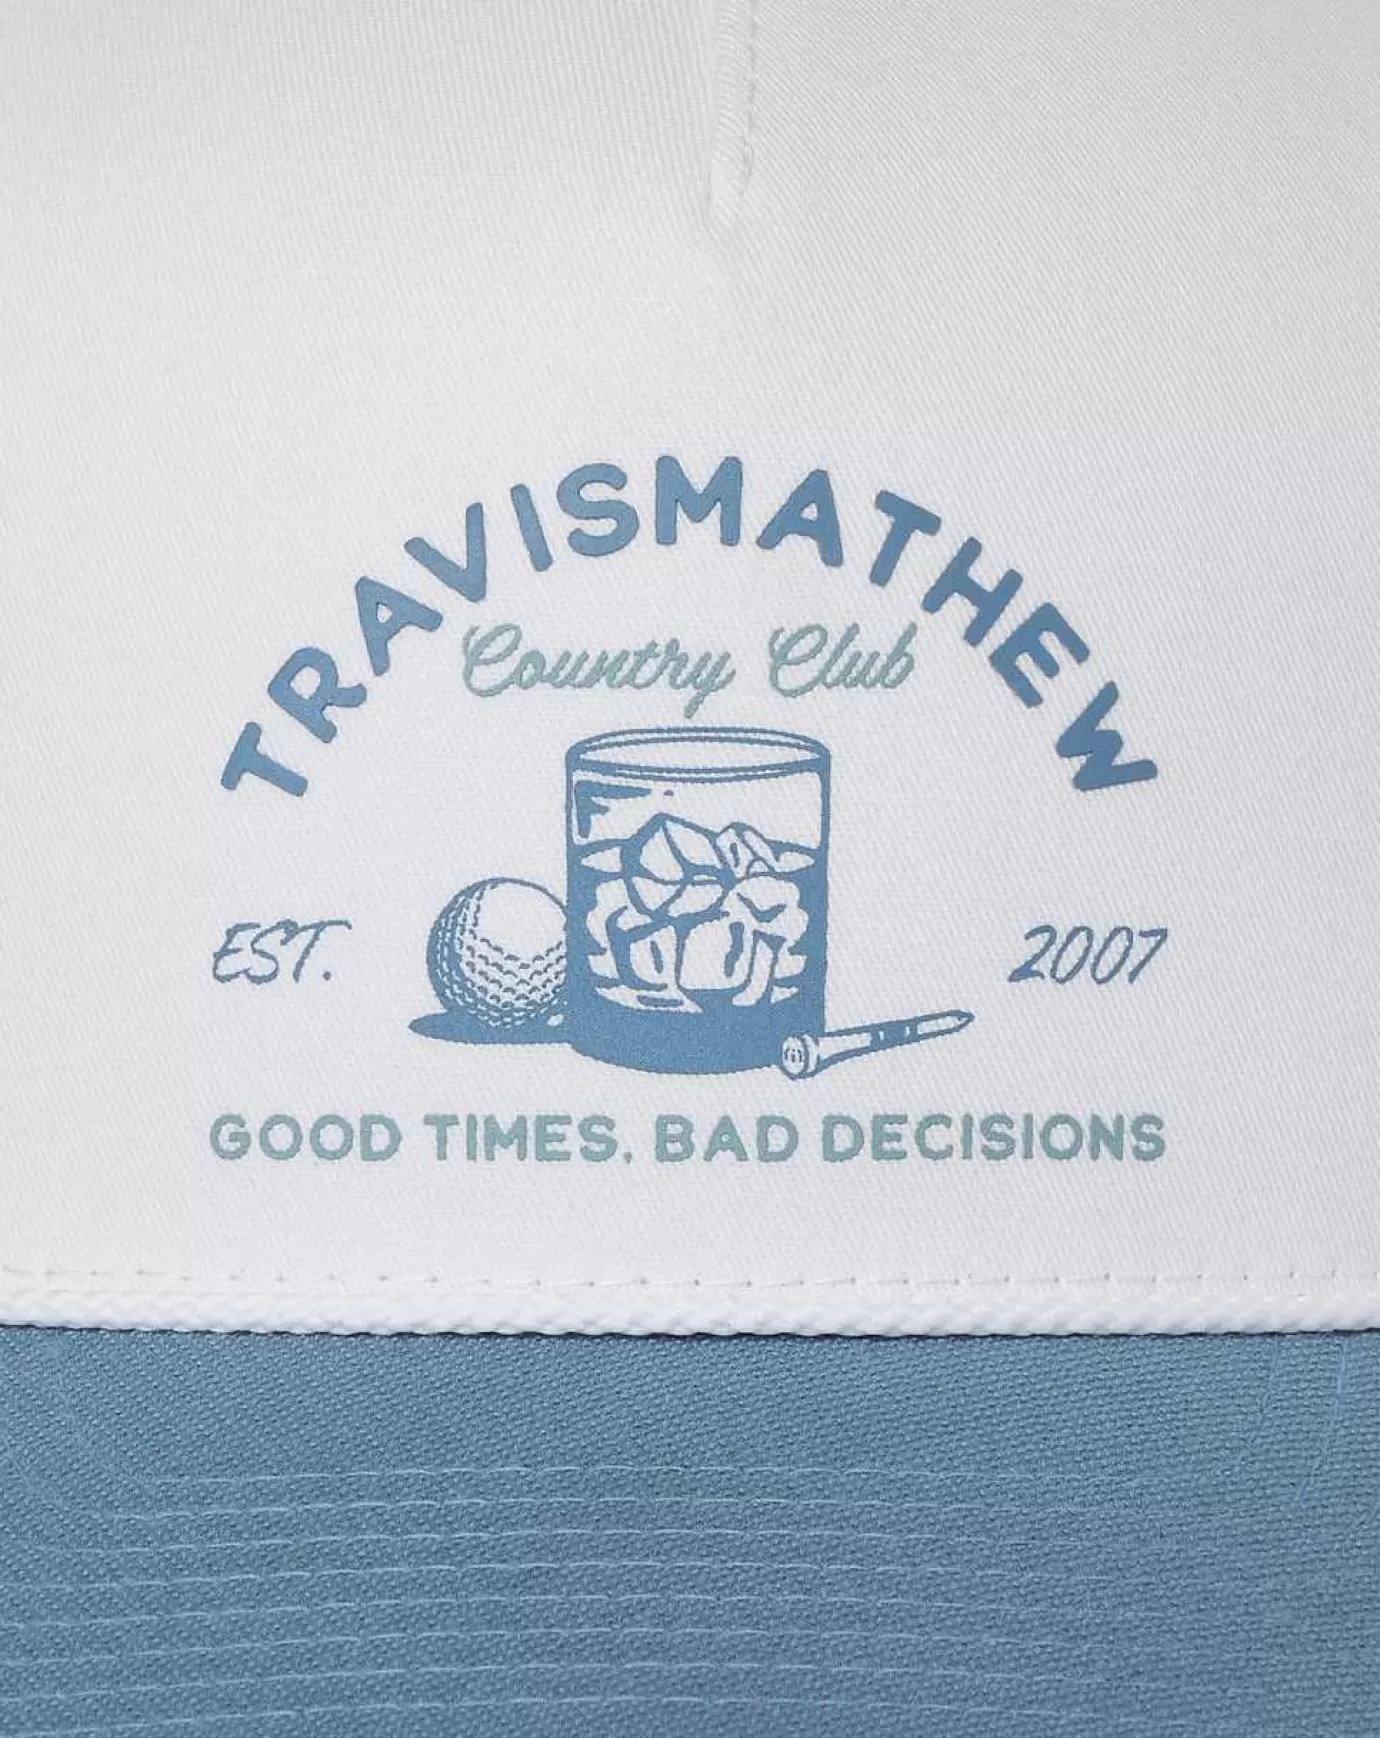 TRAVISMATHEW
Country Club
EST. 2007
GOOD TIMES. BAD DECISIONS